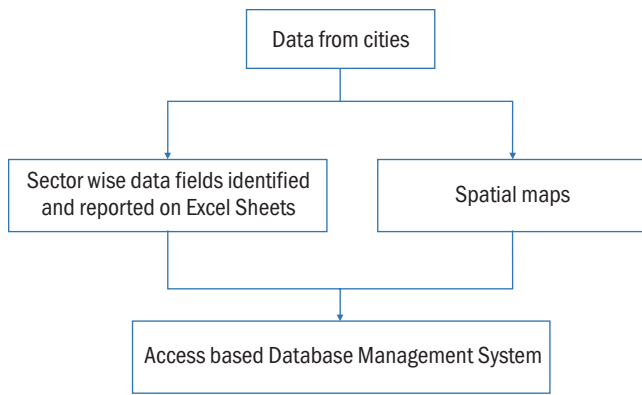 Data from cities
Sector wise data fields identified
and reported on Excel Sheets
Spatial maps
Access based Database Management System